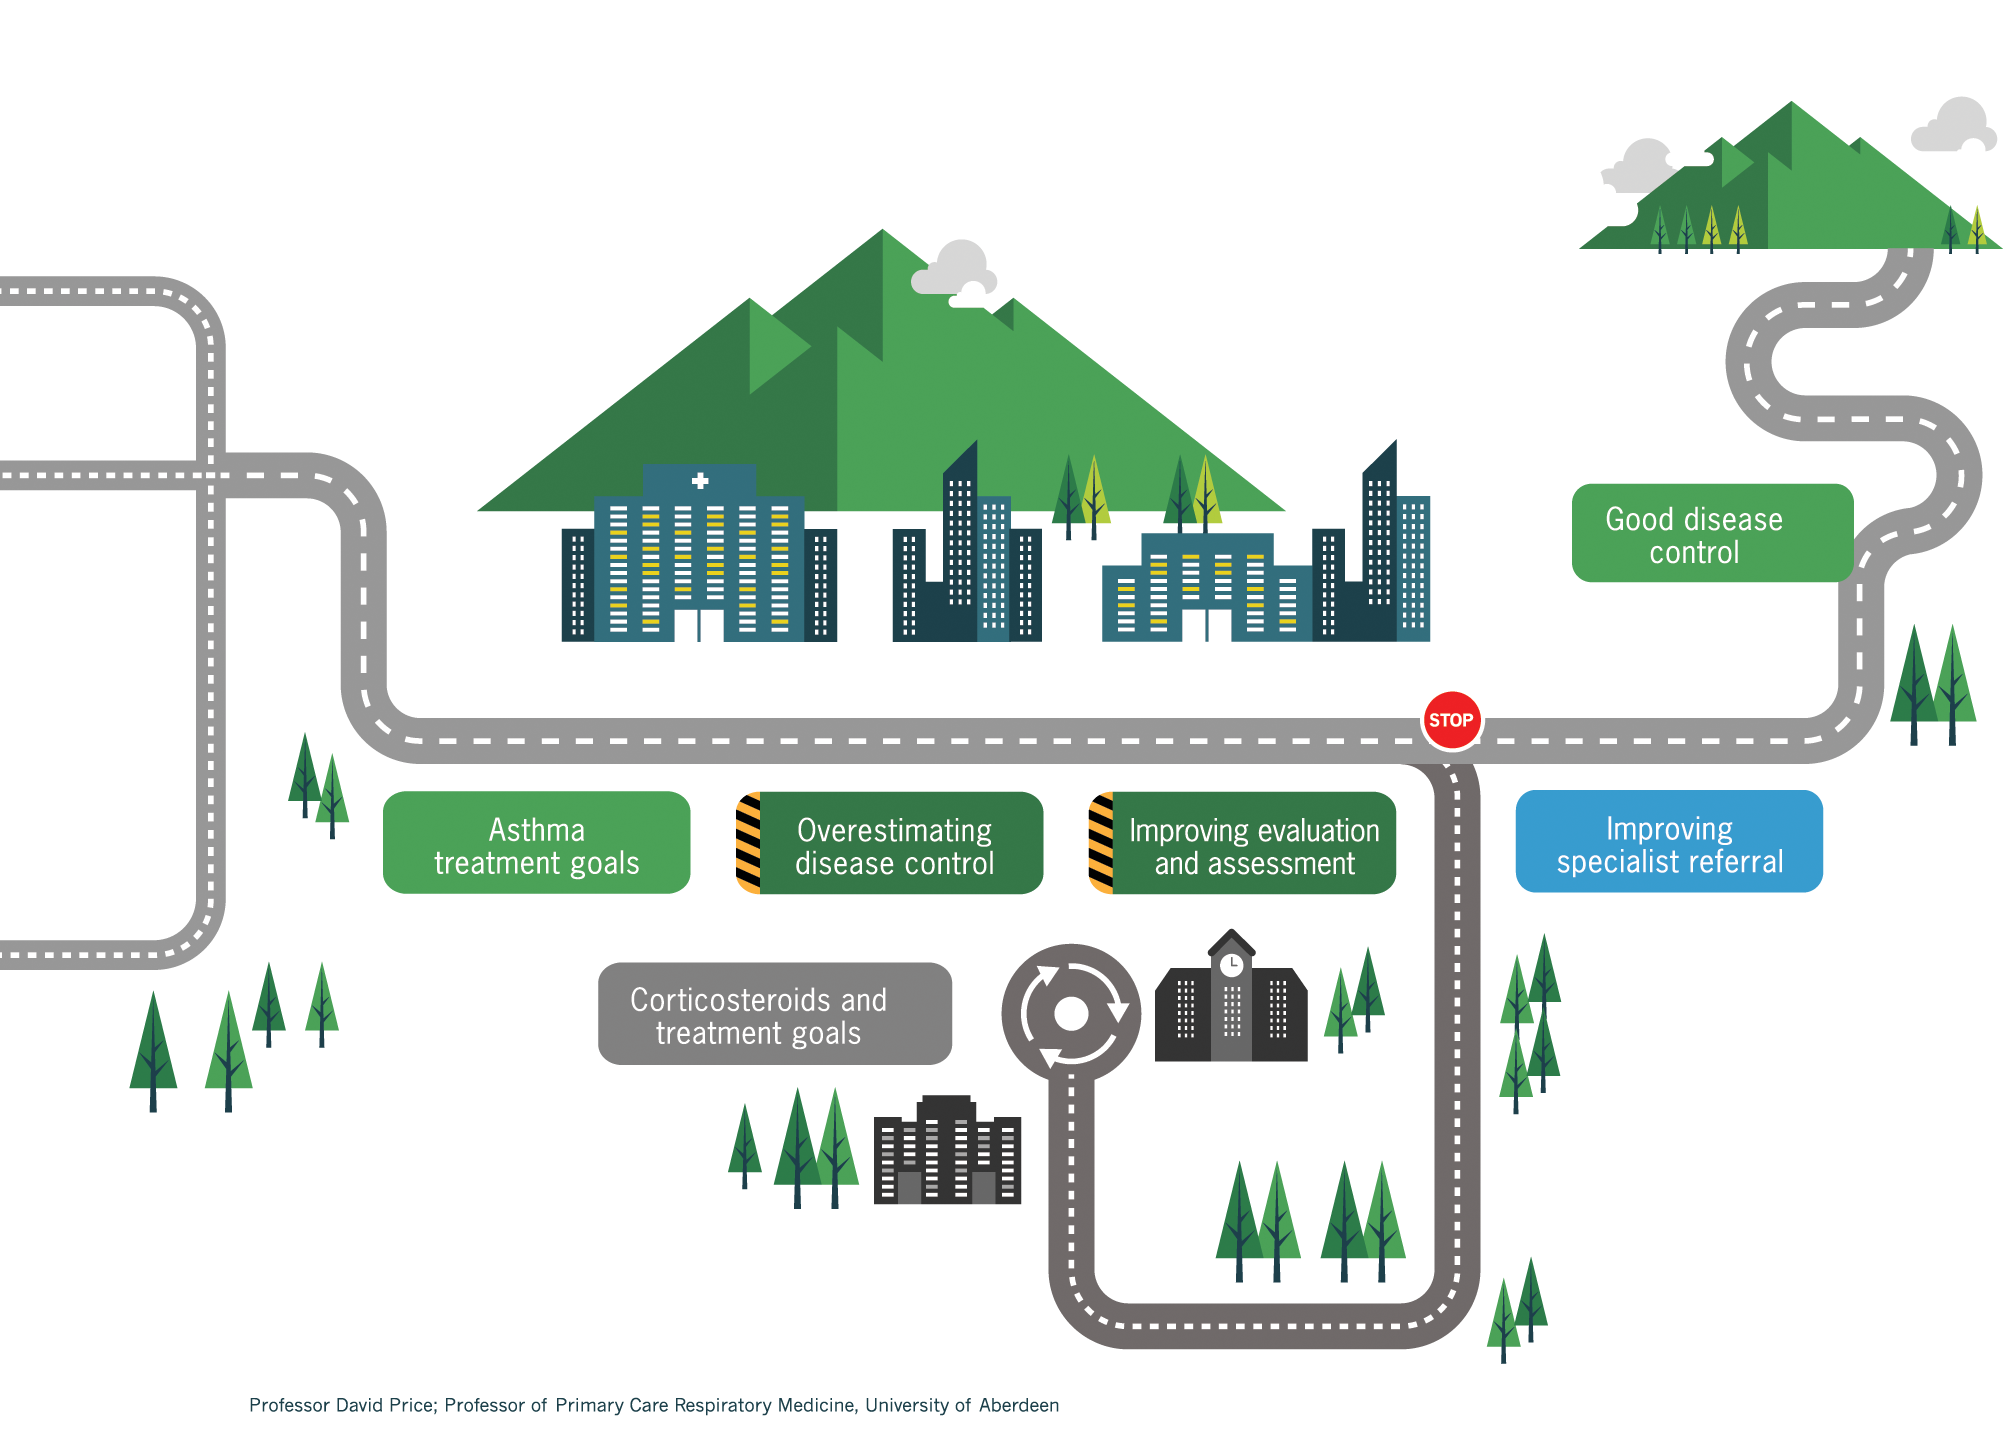 Good disease
control
STOP
Asthma
treatment goals
Overestimating
disease control
Improving evaluation
and assessment
Improving
specialist referral
Corticosteroids and
treatment goals
Professor David Price; Professor of Primary Care Respiratory Medicine, University of Aberdeen